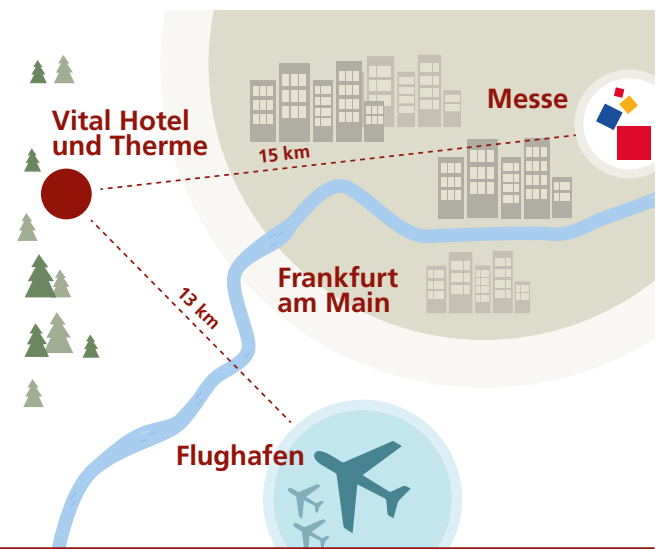 Messe
Vital Hotel
und Therme
15 km
Frankfurt
am Main
13 km
Flughafen